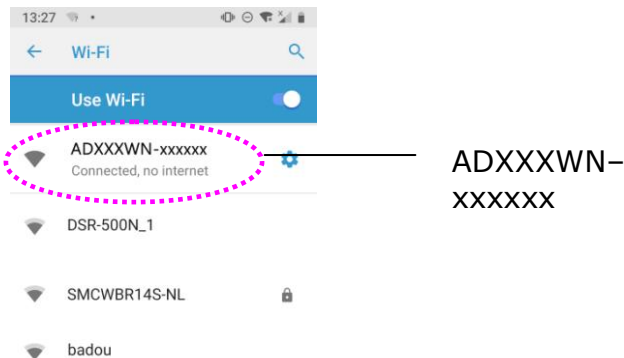 13:27
Wi-Fi
Use Wi-Fi
ADXXXWN-xxxxxx
Connected, no internet
ADXXXWN–
xxxxxx
DSR-500N_1
SMCWBR14S-NL
badou